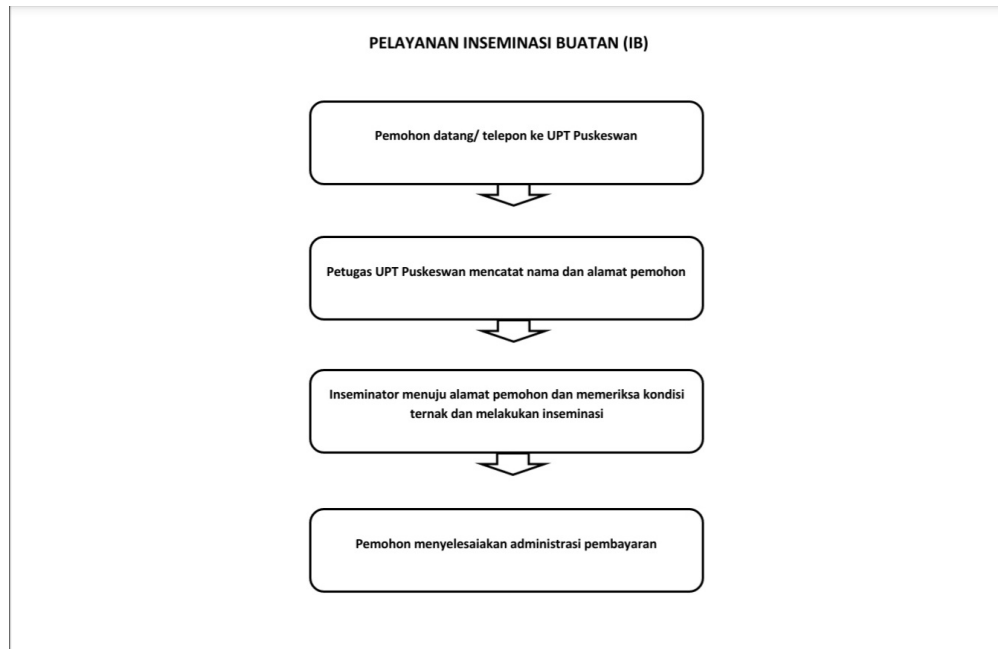 PELAYANAN INSEMINASI BUATAN (IB)
Pemohon datang/ telepon ke UPT Puskeswan
Petugas UPT Puskeswan mencatat nama dan alamat pemohon
Inseminator menuju alamat pemohon dan memeriksa kondisi
ternak dan melakukan inseminasi
Pemohon menyelesaiakan administrasi pembayaran